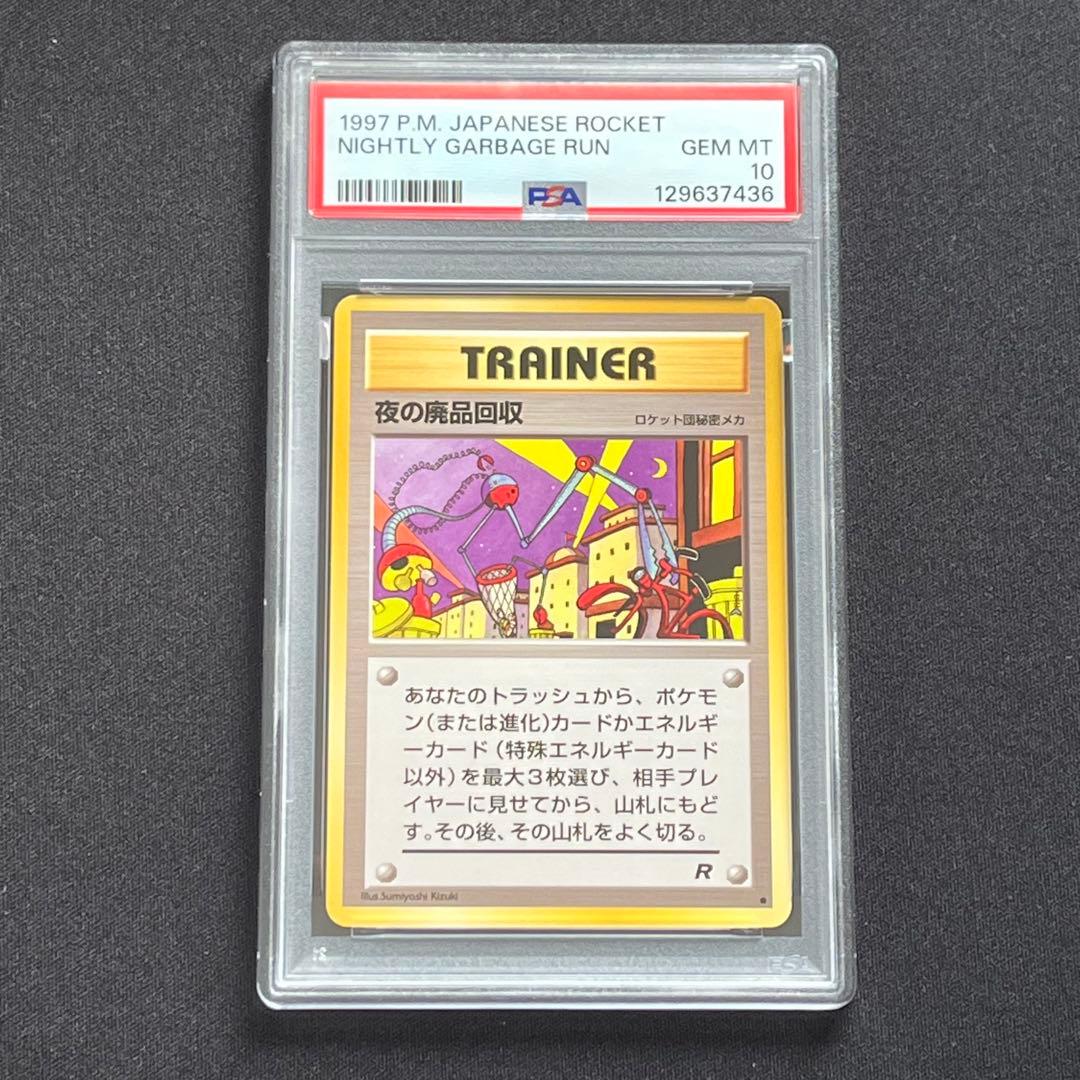 1997 P.M. JAPANESE ROCKET
NIGHTLY GARBAGE RUN GEM MT
10
PSA 129637436
TRAINER
夜の廃品回収 ロケット団秘密メカ
あなたのトラッシュから、ポケモ
ン(または進化)カードかエネルギ
ーカード(特殊エネルギーカード
以外)を最大3枚選び、相手プレ
イヤーに見せてから、山札にもど
す。その後、その山札をよく切る。
R
Illus.Sumiyoshi Kizuki
PSA